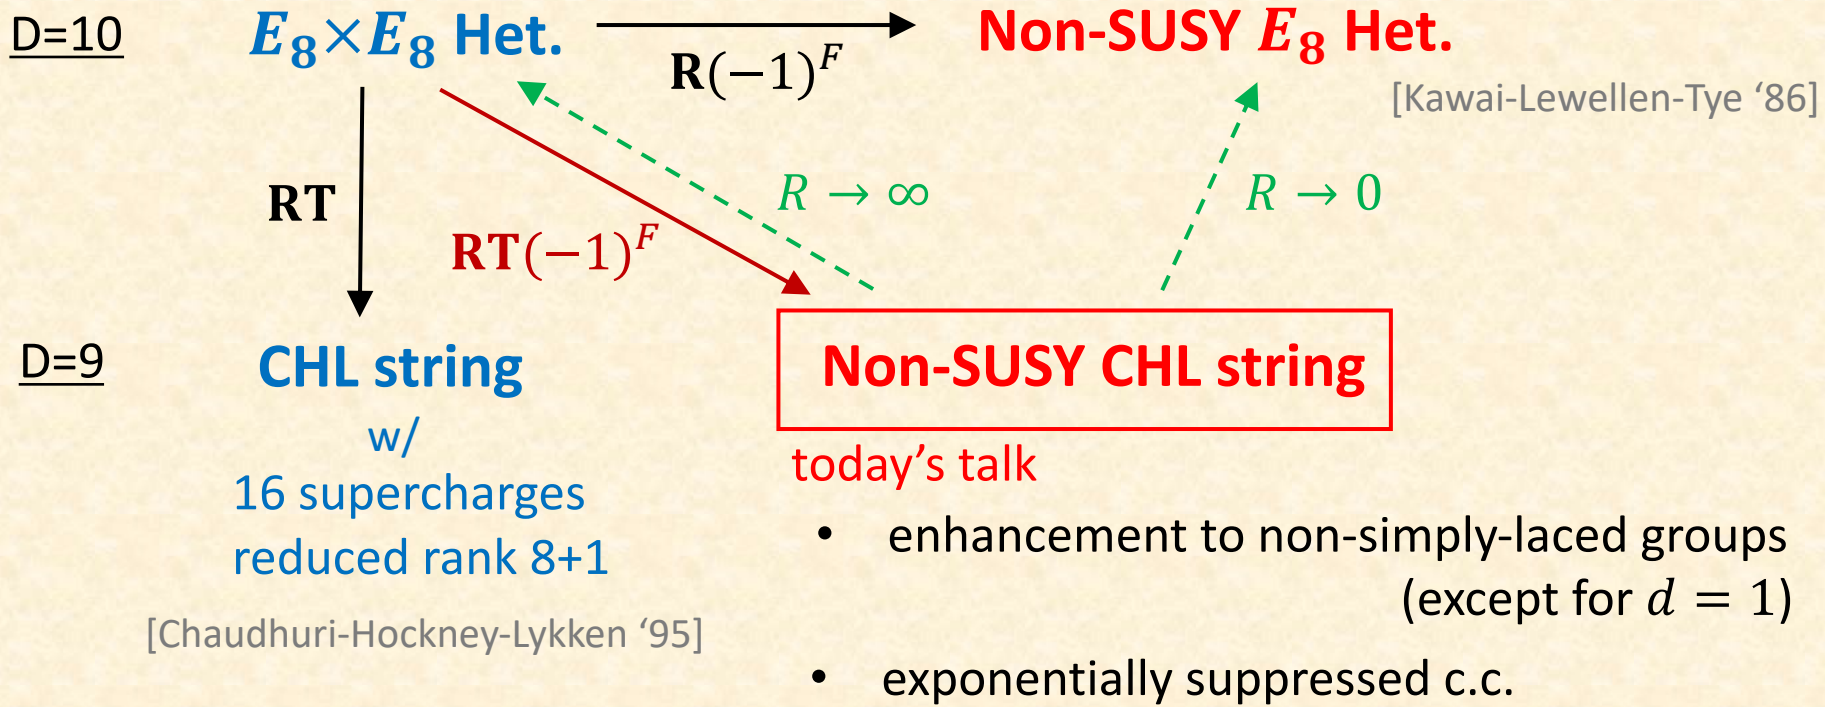 D=10
E₈×E₈ Het.
R(−1)^F
Non-SUSY E₈ Het.
[Kawai-Lewellen-Tye ‘86]
RT
RT(−1)^F
R → ∞
R → 0
D=9
CHL string
w/
16 supercharges
reduced rank 8+1
[Chaudhuri-Hockney-Lykken ‘95]
Non-SUSY CHL string
today’s talk
• enhancement to non-simply-laced groups
(except for d = 1)
• exponentially suppressed c.c.